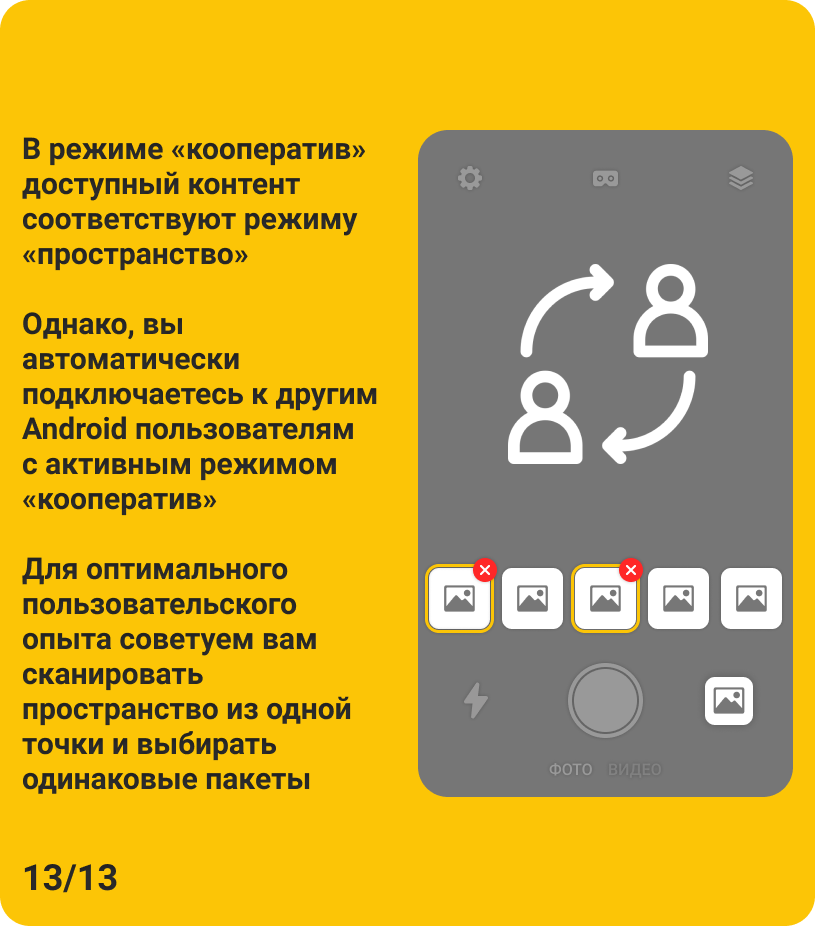 В режиме «кооператив»
доступный контент
соответствуют режиму
«пространство»
Однако, вы
автоматически
подключаетесь к другим
Android пользователям
с активным режимом
«кооператив»
Для оптимального
пользовательского
опыта советуем вам
сканировать
пространство из одной
точки и выбирать
одинаковые пакеты
ФОТО ВИДЕО
13/13